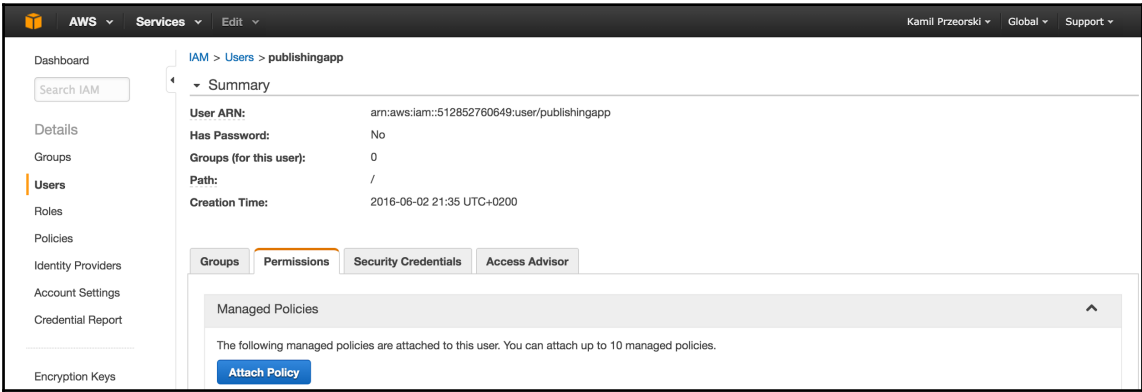 AWS Services Edit Kamil Przeorski Global Support
Dashboard
Search IAM
Details
Groups
Users
Roles
Policies
Identity Providers
Account Settings
Credential Report
Encryption Keys
IAM > Users > publishingapp
Summary
User ARN: arn:aws:iam::512852760649:user/publishingapp
Has Password: No
Groups (for this user): 0
Path: /
Creation Time: 2016-06-02 21:35 UTC+0200
Groups Permissions Security Credentials Access Advisor
Managed Policies
The following managed policies are attached to this user. You can attach up to 10 managed policies.
Attach Policy